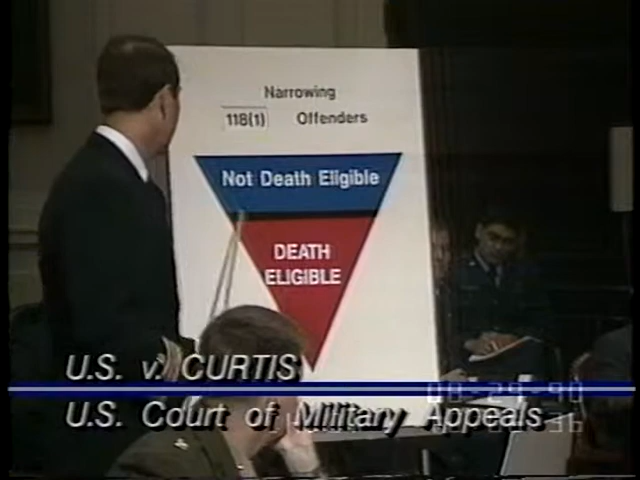 Narrowing
118(1) Offenders
Not Death Eligible
DEATH
ELIGIBLE
U.S. v. CURTIS
U.S. Court of Military Appeals